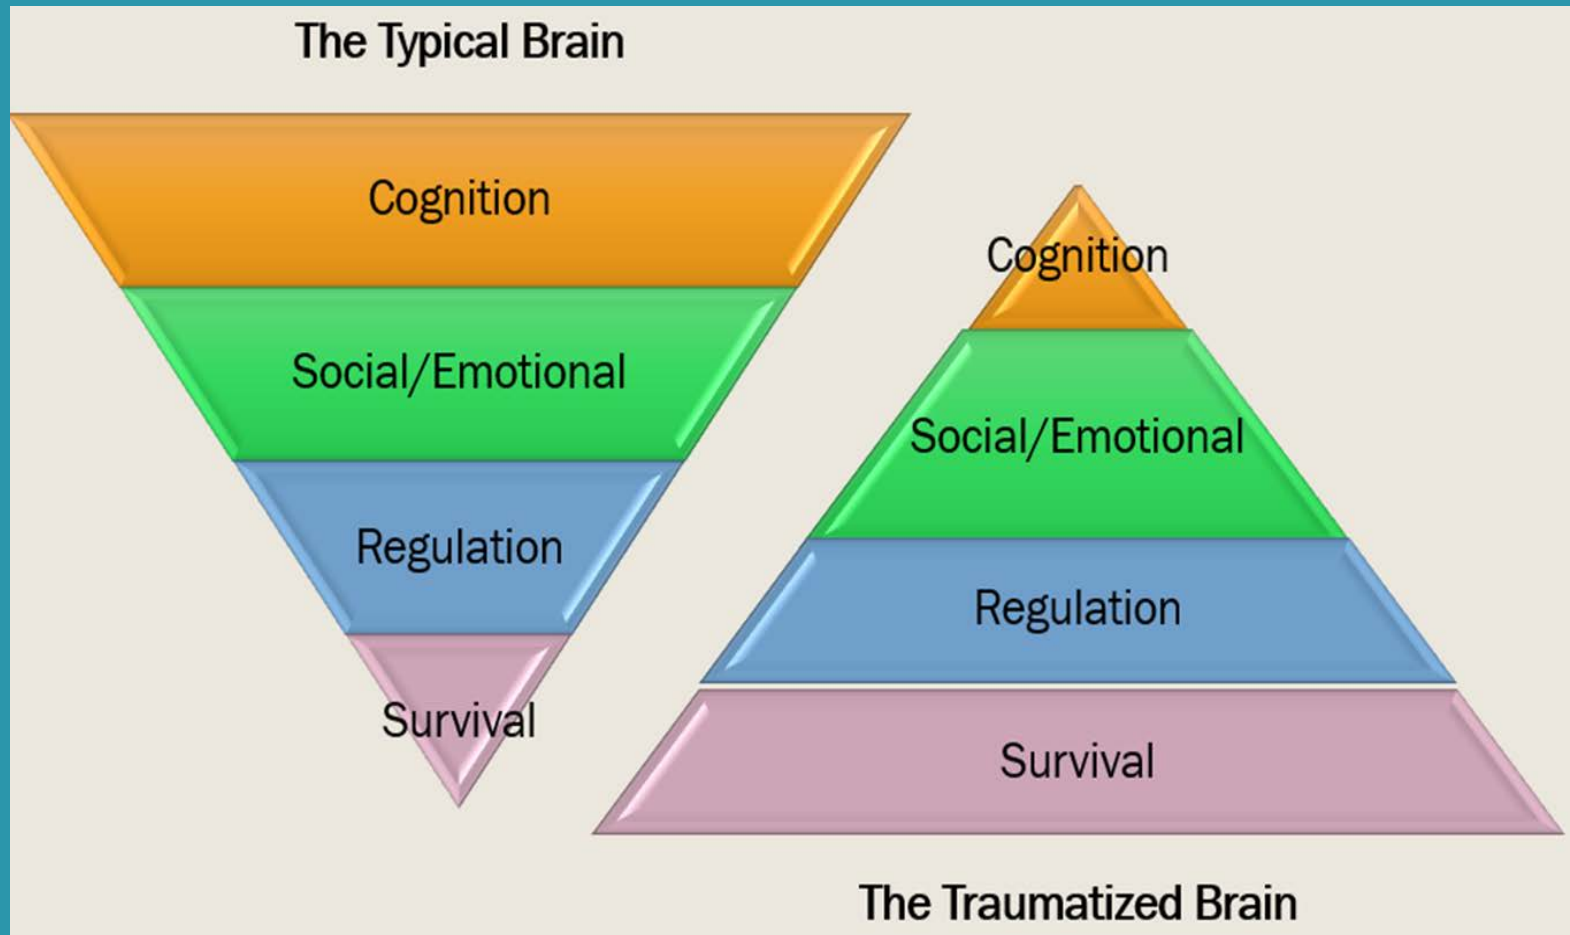 The Typical Brain
Cognition
Social/Emotional
Regulation
Survival
Cognition
Social/Emotional
Regulation
Survival
The Traumatized Brain